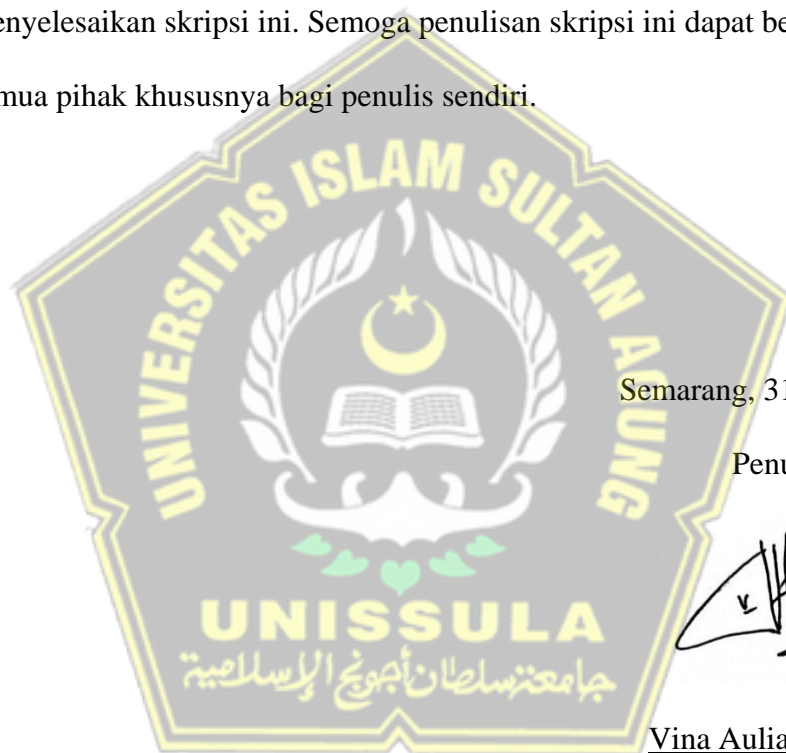 enyelesaikan skripsi ini. Semoga penulisan skripsi ini dapat be
mua pihak khususnya bagi penulis sendiri.
UNIVERSITAS ISLAM SULTAN AGUNG
Semarang, 31
Penu
UNISSULA
جامعة سلطان أجونج الإسلامية
Vina Aulia